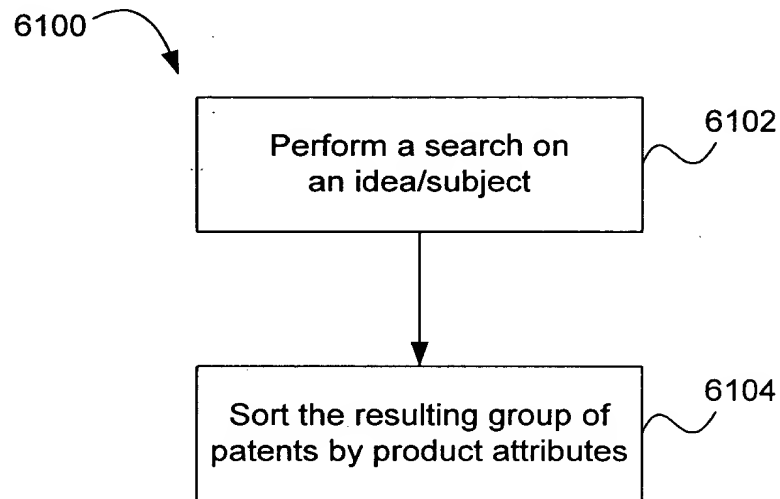 6100
6102
Perform a search on
an idea/subject
6104
Sort the resulting group of
patents by product attributes